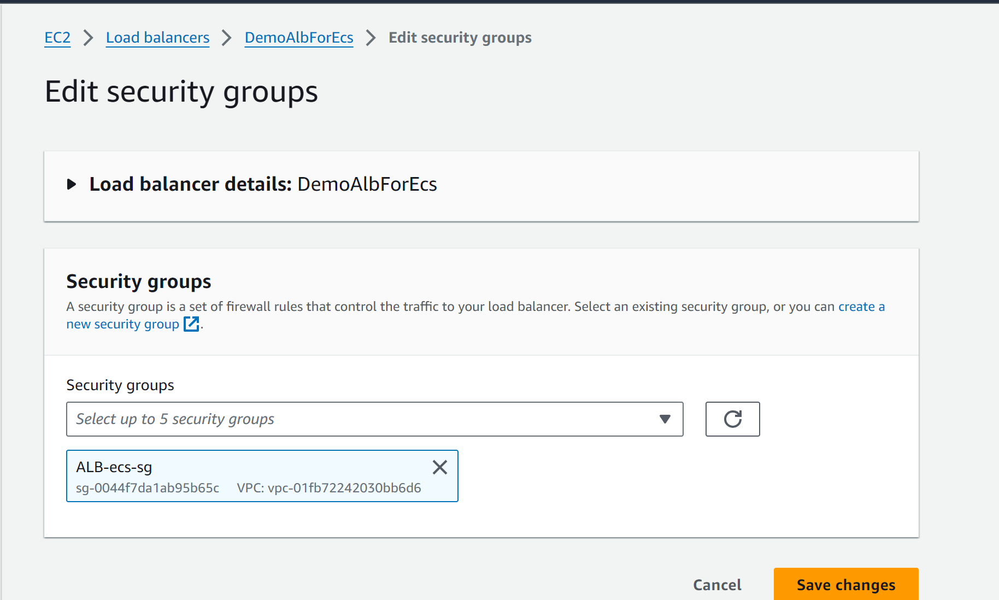 EC2 > Load balancers > DemoAlbForEcs > Edit security groups
Edit security groups
Load balancer details: DemoAlbForEcs
Security groups
A security group is a set of firewall rules that control the traffic to your load balancer. Select an existing security group, or you can create a
new security group .
Security groups
Select up to 5 security groups
ALB-ecs-sg
sg-0044f7da1ab95b65c VPC: vpc-01fb72242030bb6d6
Cancel Save changes